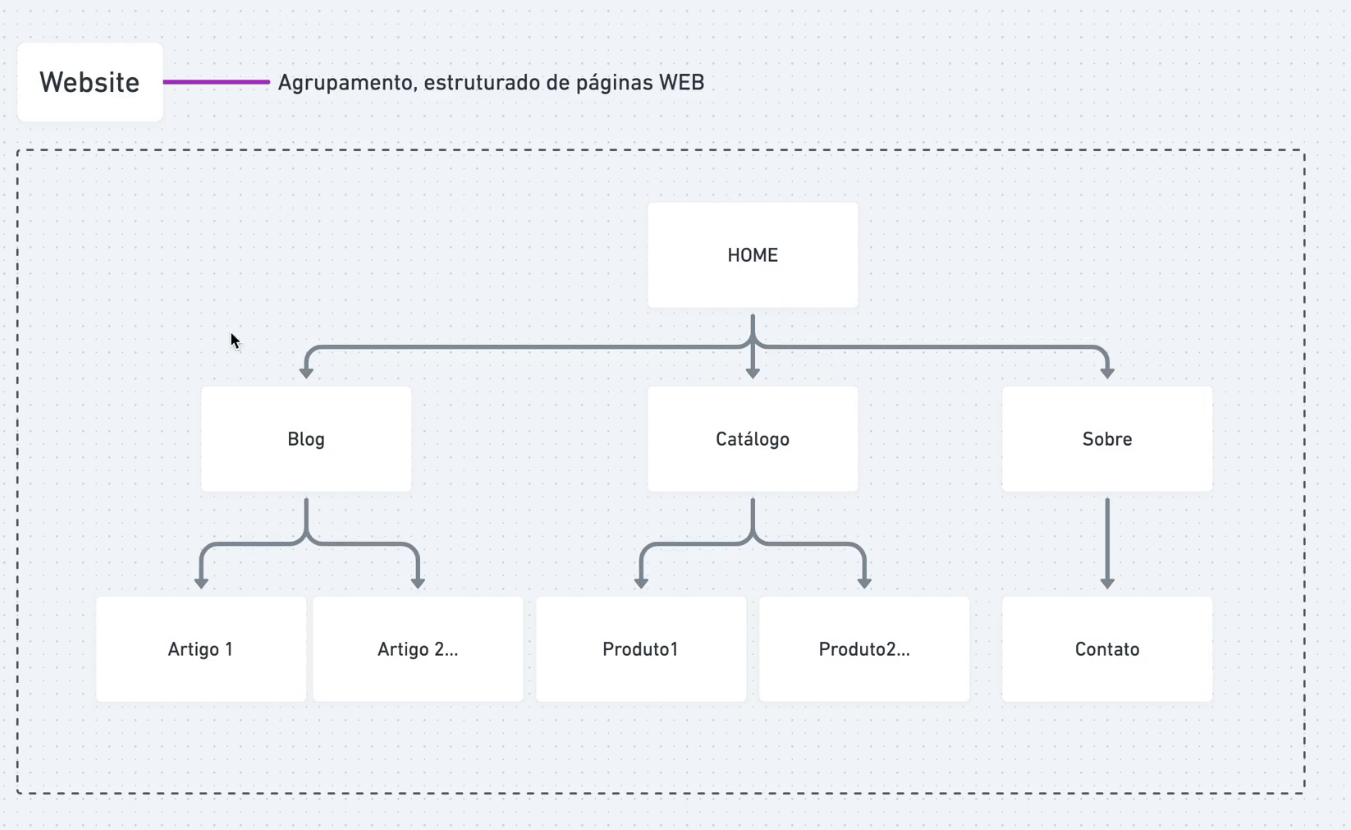 Website
Agrupamento, estruturado de páginas WEB
HOME
Blog
Catálogo
Sobre
Artigo 1
Artigo 2...
Produto1
Produto2...
Contato